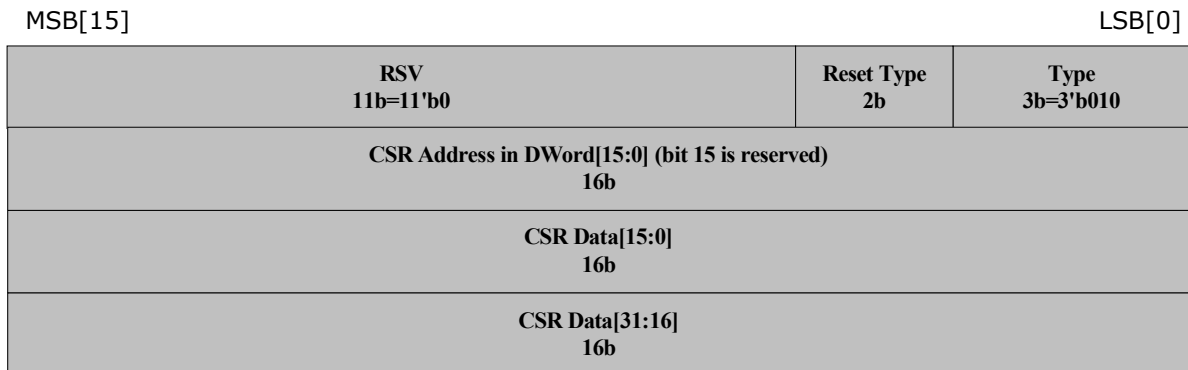 MSB[15] LSB[0]
RSV Reset Type Type
11b=11'b0 2b 3b=3'b010
CSR Address in DWord[15:0] (bit 15 is reserved)
16b
CSR Data[15:0]
16b
CSR Data[31:16]
16b